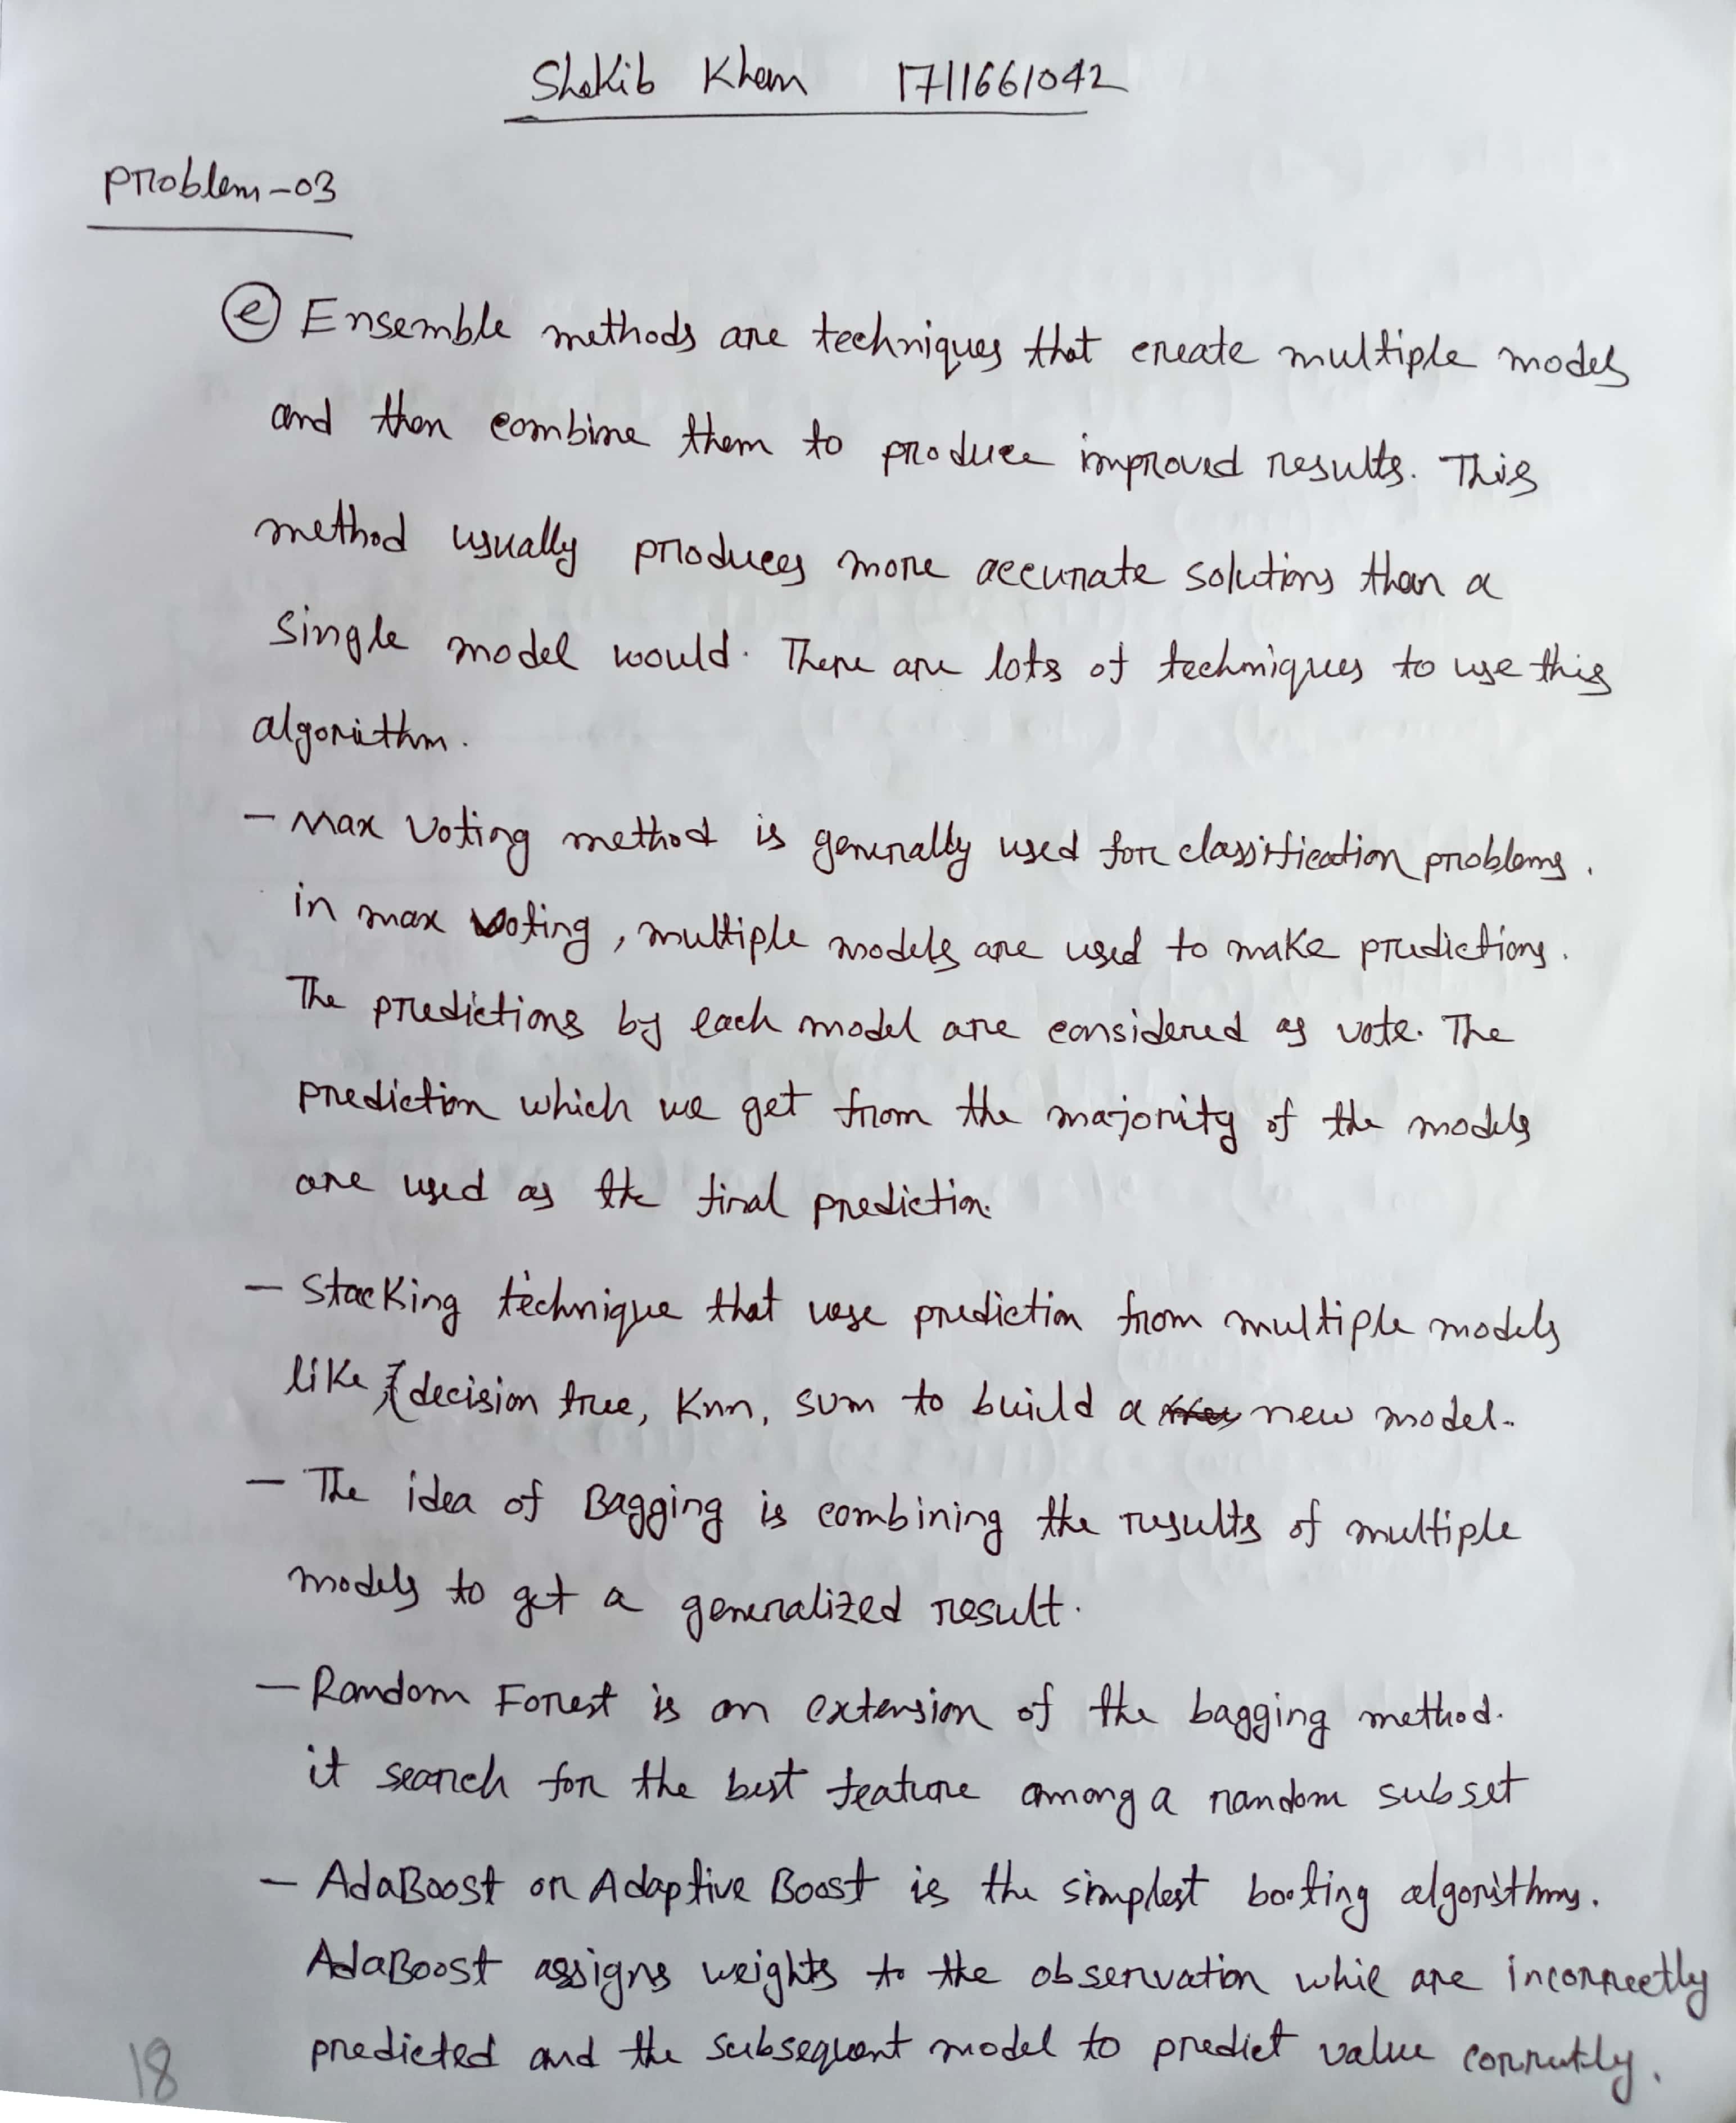 Shakib Khan 1711661042
Problem-03
(e) Ensemble methods are techniques that create multiple models
and then combine them to produce improved results. This
method usually produces more accurate solutions than a
single model would. There are lots of techniques to use this
algorithm.
- Max Voting method is generally used for classification problems.
in max voting, multiple models are used to make predictions.
The predictions by each model are considered as vote. The
prediction which we get from the majority of the models
are used as the final prediction.
- Stacking technique that use prediction from multiple models
like decision tree, Knn, svm to build a new model.
- The idea of Bagging is combining the results of multiple
models to get a generalized result.
- Random Forest is an extension of the bagging method.
it search for the best feature among a random subset
- AdaBoost or Adaptive Boost is the simplest booting algorithms.
AdaBoost assigns weights to the observation whic are incorrectly
predicted and the subsequent model to predict value correctly.
18